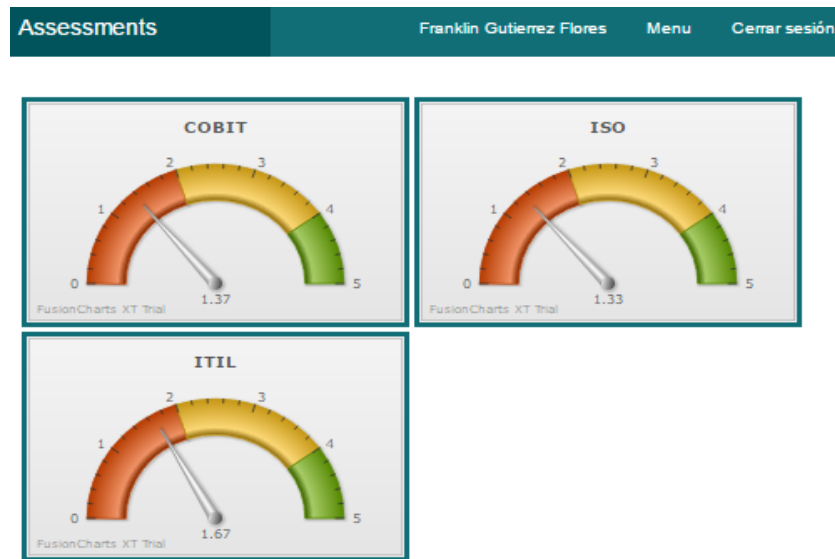 Assessments
Franklin Gutierrez Flores Menu Cerrar sesión
COBIT
0 1 2 3 4 5
1.37
FusionCharts XT Trial
ISO
0 1 2 3 4 5
1.33
FusionCharts XT Trial
ITIL
0 1 2 3 4 5
1.67
FusionCharts XT Trial